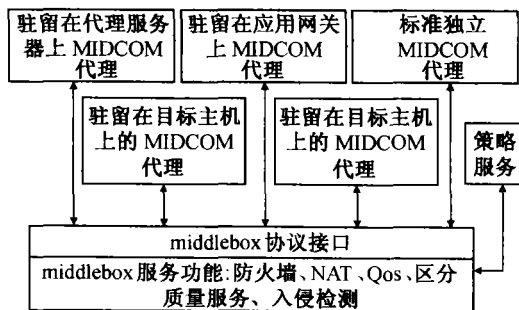 驻留在代理服务
器上 MIDCOM
代理
驻留在应用网关
上 MIDCOM
代理
标准独立
MIDCOM
代理
驻留在目标主机
上的 MIDCOM
代理
驻留在目标主机
上的 MIDCOM
代理
策略
服务
middlebox 协议接口
middlebox 服务功能:防火墙、NAT、Qos、区分
质量服务、入侵检测